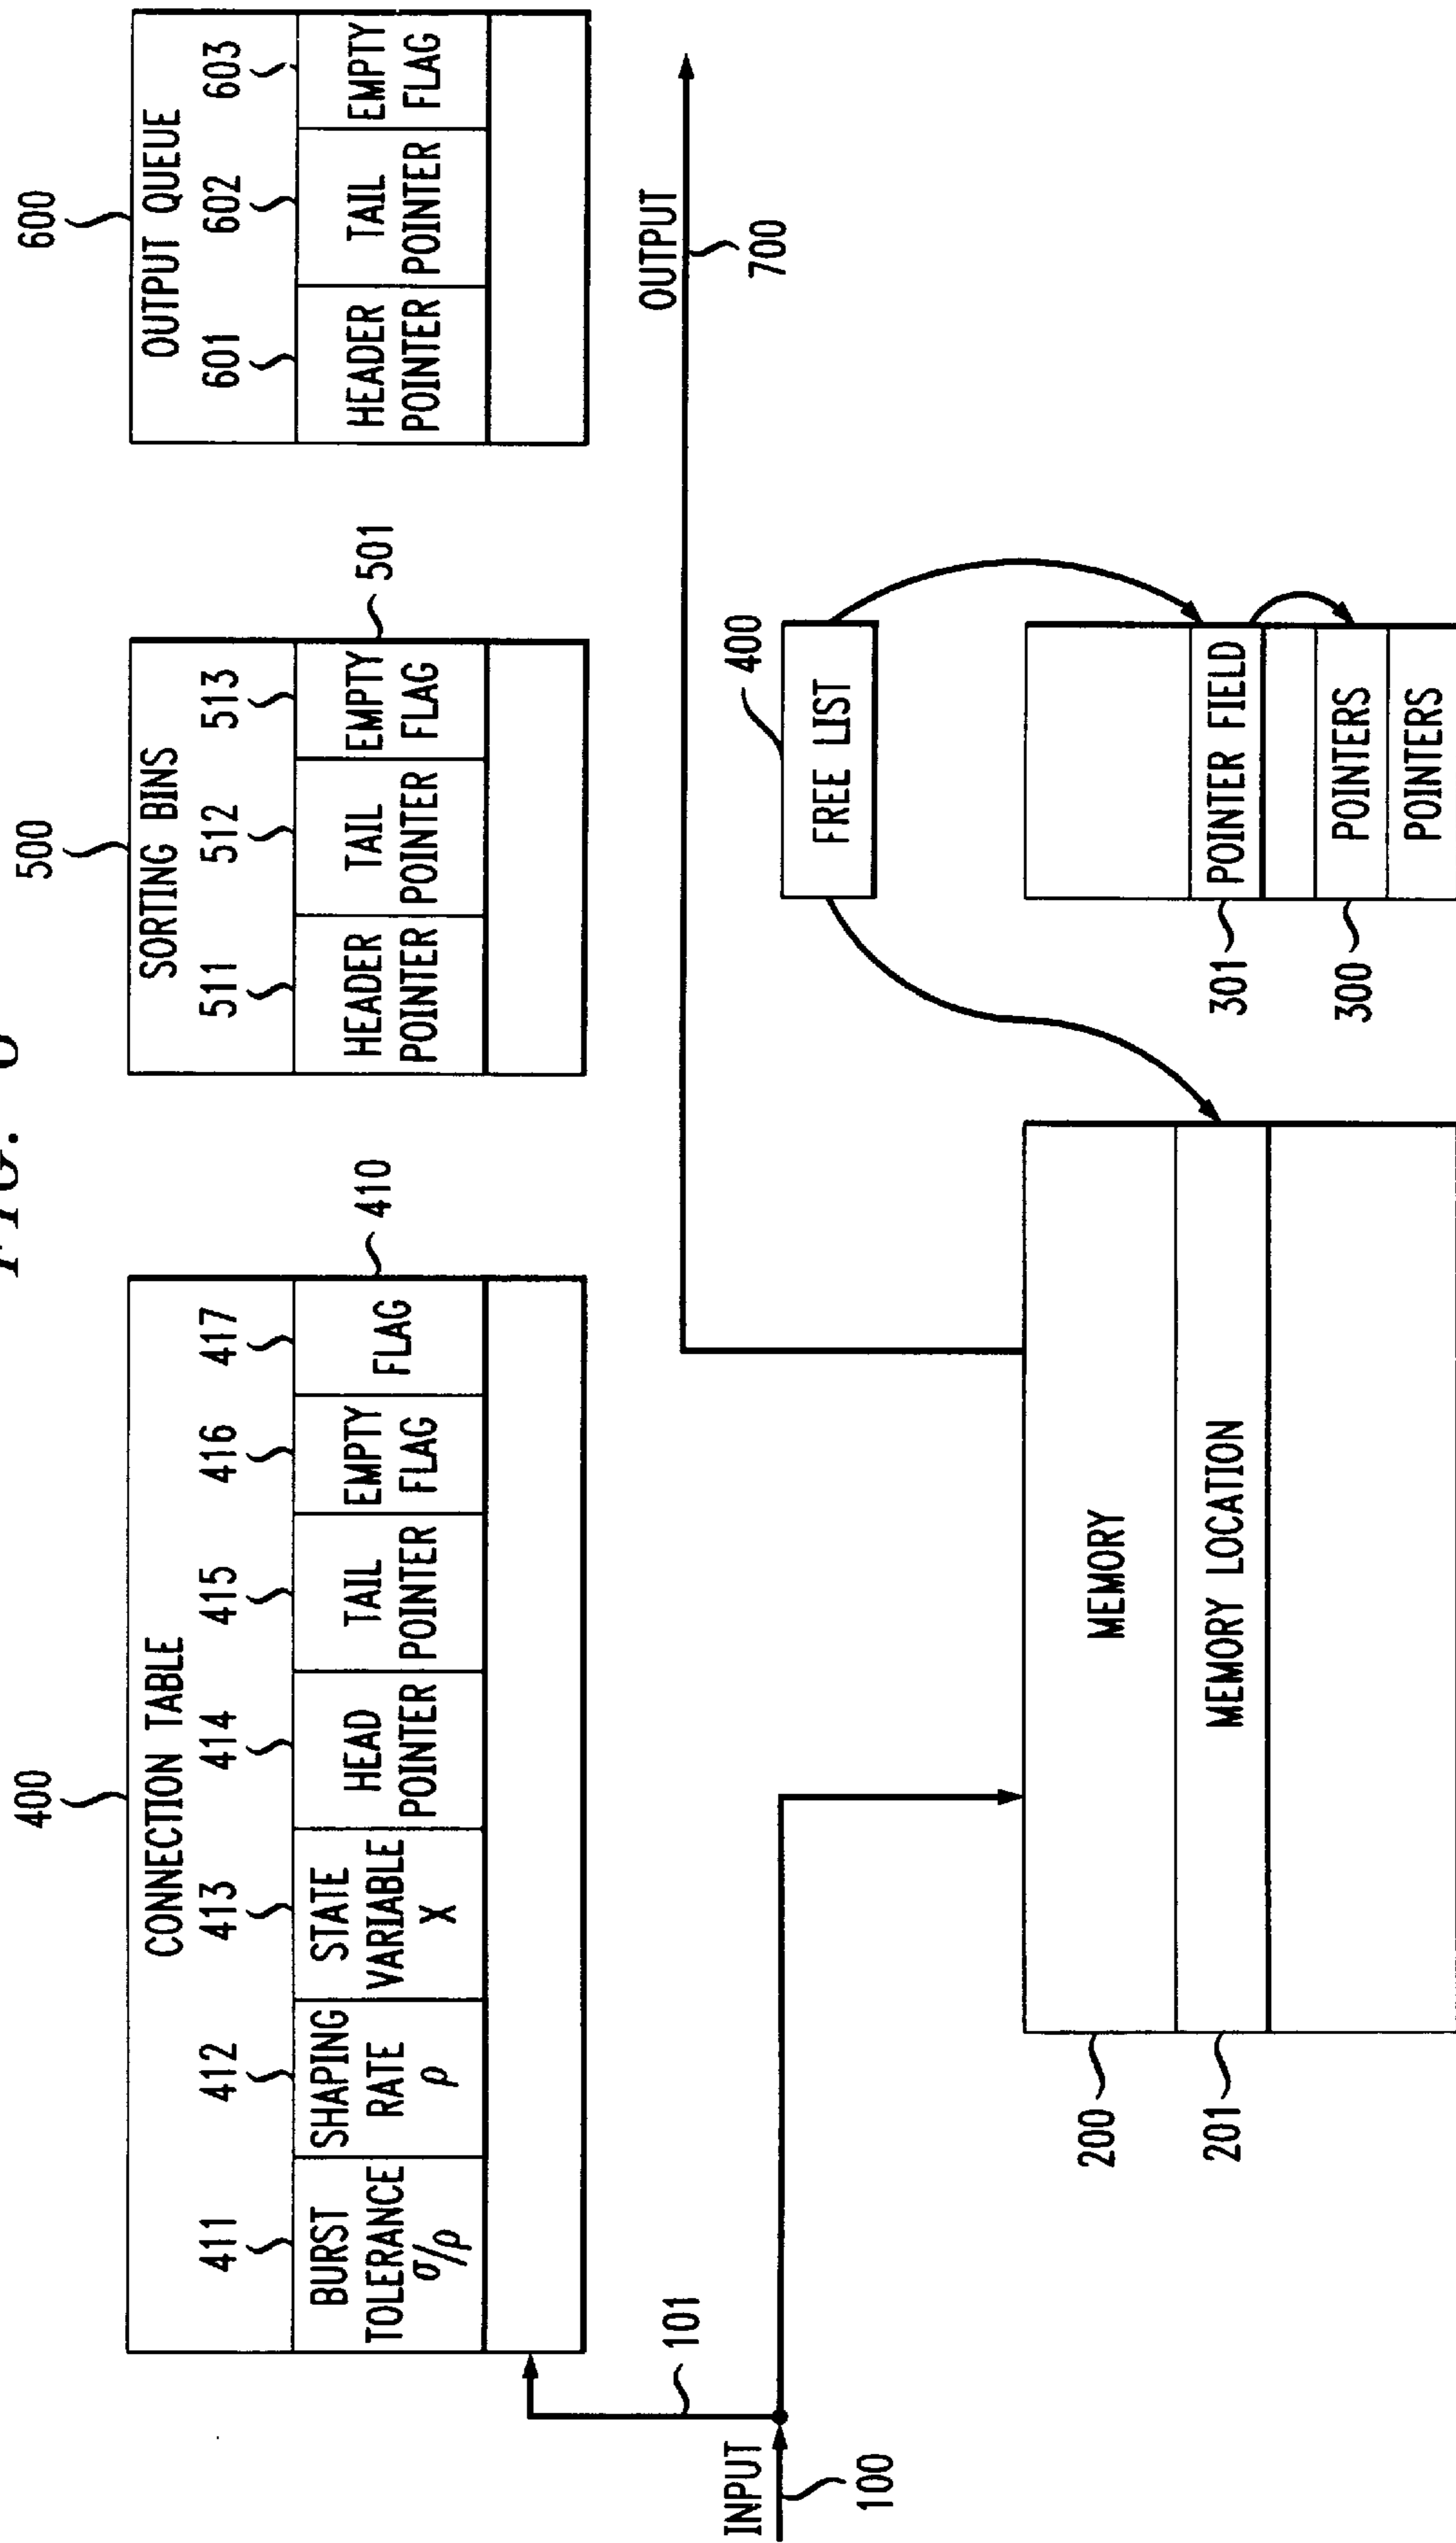 FIG.
400
CONNECTION TABLE
411
412
413
414
415
416
417
BURST
TOLERANCE
σ/ρ
SHAPING
RATE
ρ
STATE
VARIABLE
X
HEAD
POINTER
TAIL
POINTER
EMPTY
FLAG
FLAG
410
500
SORTING BINS
511
512
513
HEADER
POINTER
TAIL
POINTER
EMPTY
FLAG
501
600
OUTPUT QUEUE
601
602
603
HEADER
POINTER
TAIL
POINTER
EMPTY
FLAG
101
INPUT
100
OUTPUT
700
400
FREE LIST
200
MEMORY
201
MEMORY LOCATION
301
POINTER FIELD
300
POINTERS
POINTERS